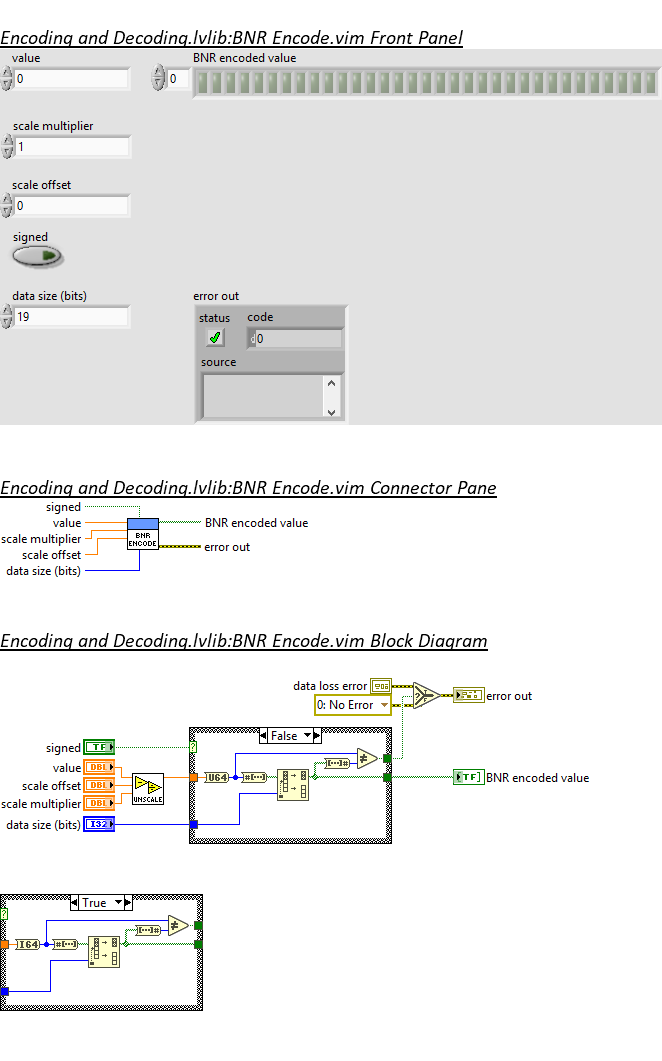 Encoding and Decoding.lvlib:BNR Encode.vim Front Panel
value
BNR encoded value
0
0
scale multiplier
1
scale offset
0
signed
data size (bits)
error out
19
status
code
0
source
Encoding and Decoding.lvlib:BNR Encode.vim Connector Pane
signed
value
BNR encoded value
scale multiplier
BNR
ENCODE
error out
scale offset
data size (bits)
Encoding and Decoding.lvlib:BNR Encode.vim Block Diagram
data loss error
0: No Error
error out
False
signed
TF
value
DBL
U64
#[...]
[...]#
TF]
BNR encoded value
scale offset
DBL
scale multiplier
DBL
UNSCALE
data size (bits)
I32
True
I64
#[...]
[...]#